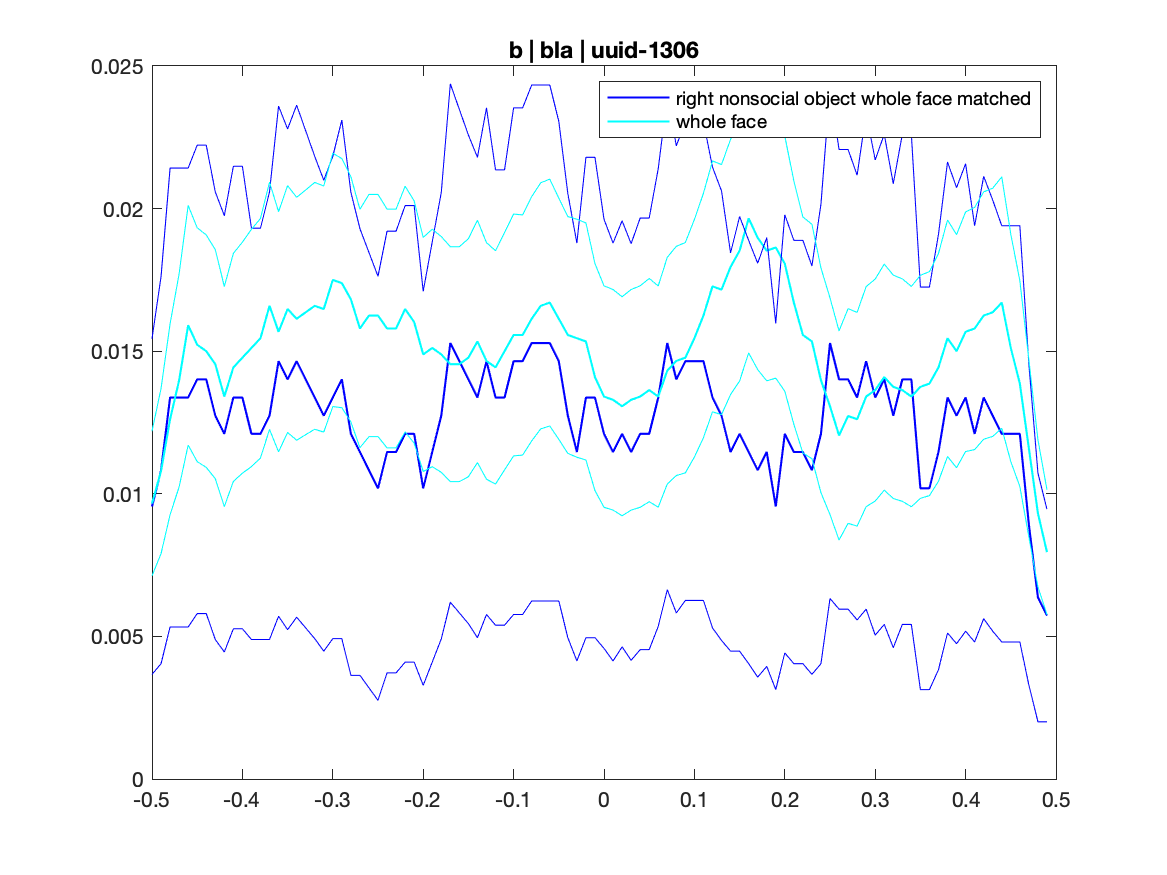 b | bla | uuid-1306
right nonsocial object whole face matched
whole face
0.025
0.02
0.015
0.01
0.005
0
-0.5 -0.4 -0.3 -0.2 -0.1 0 0.1 0.2 0.3 0.4 0.5